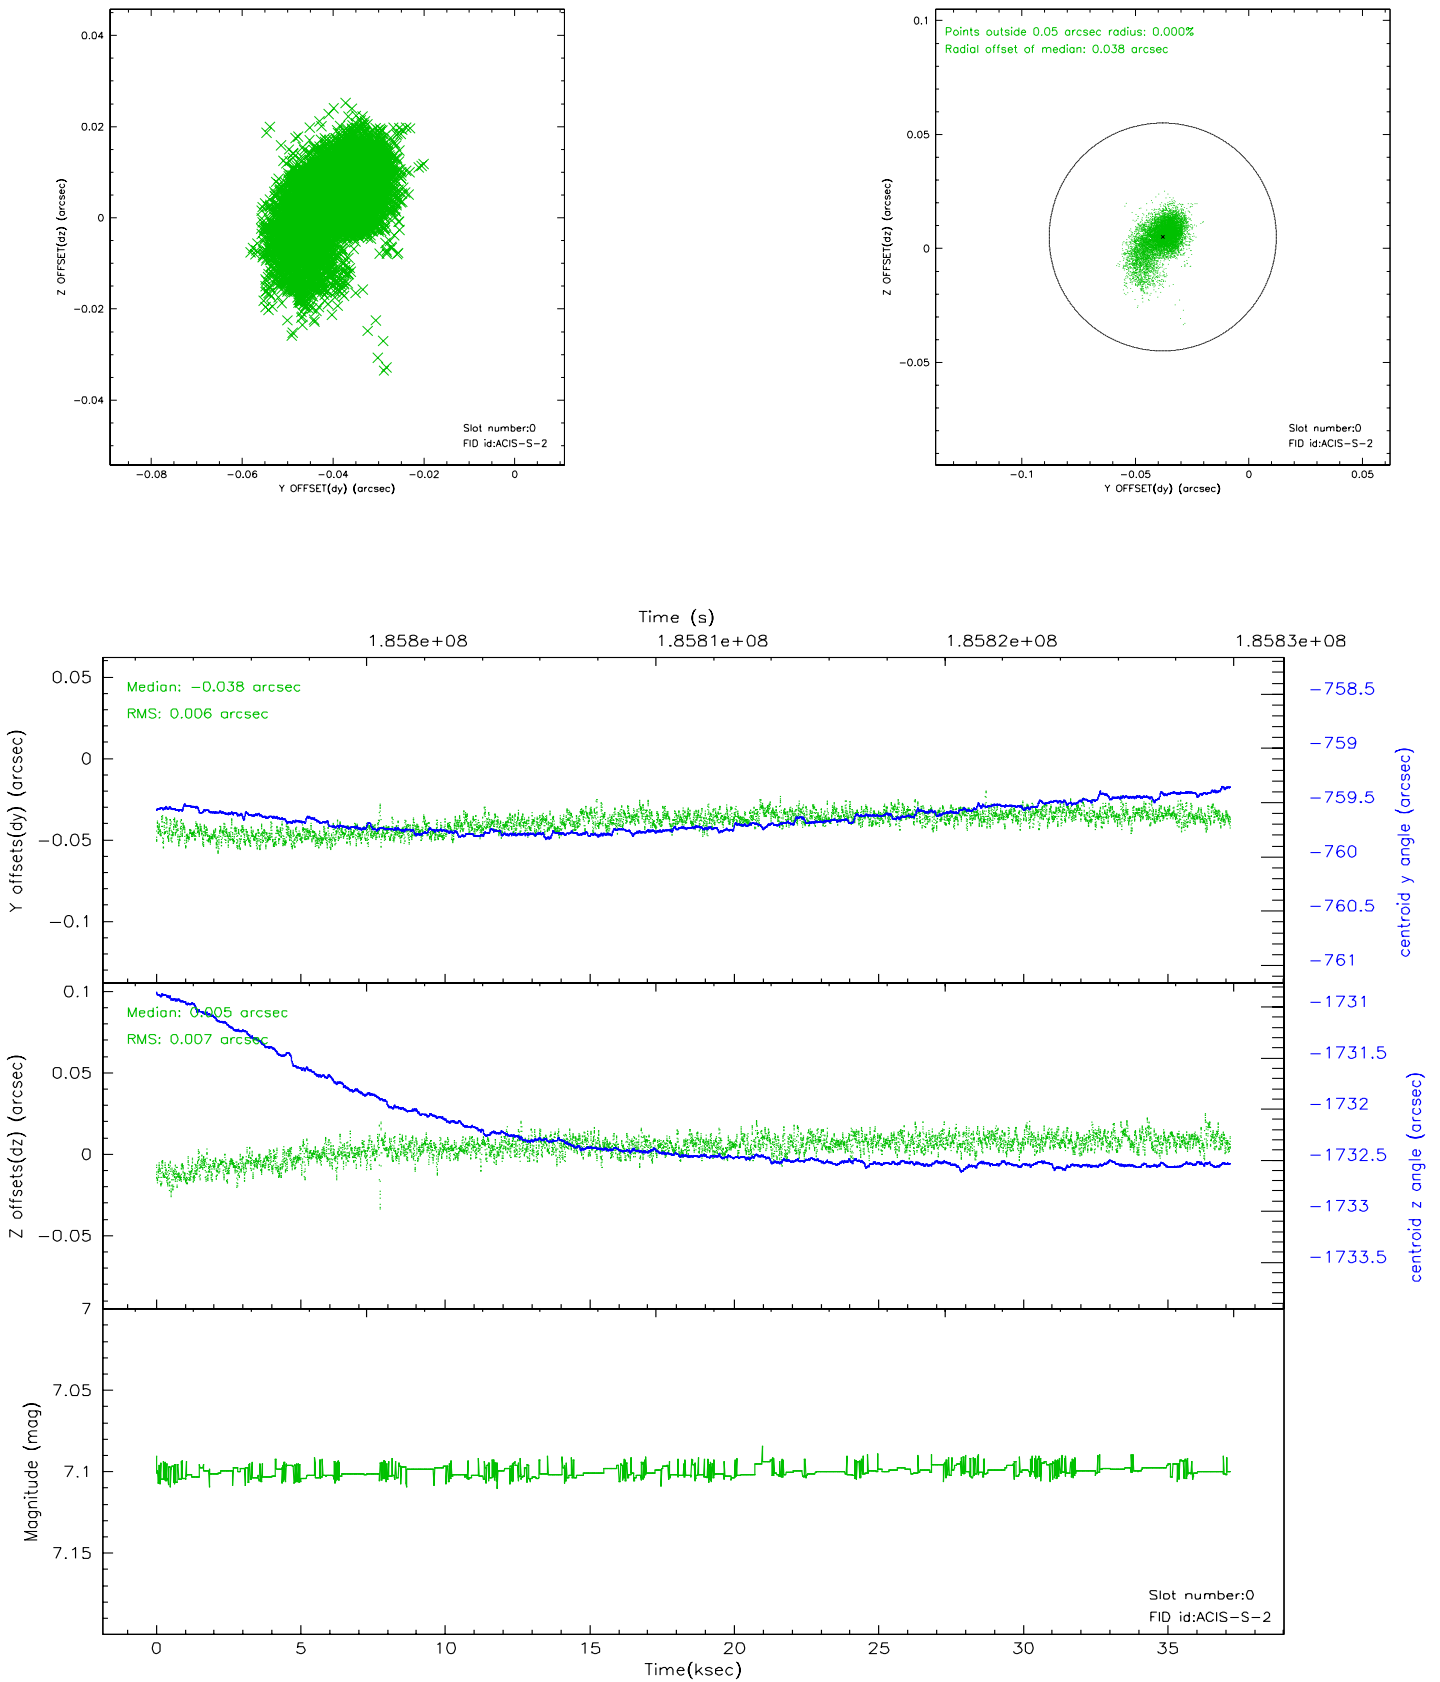 0.04
0.02
0
−0.02
−0.04
Z OFFSET(dz) (arcsec)
Slot number:0
FID id:ACIS−S−2
−0.08
−0.06
−0.04
−0.02
0
Y OFFSET(dy) (arcsec)
0.1
0.05
0
−0.05
Z OFFSET(dz) (arcsec)
Points outside 0.05 arcsec radius: 0.000%
Radial offset of median: 0.038 arcsec
Slot number:0
FID id:ACIS−S−2
−0.1
−0.05
0
0.05
Y OFFSET(dy) (arcsec)
Time (s)
1.858e+08
1.8581e+08
1.8582e+08
1.8583e+08
0.05
0
−0.05
−0.1
Y offsets(dy) (arcsec)
Median: −0.038 arcsec
RMS: 0.006 arcsec
−758.5
−759
−759.5
−760
−760.5
−761
centroid y angle (arcsec)
0.1
0.05
0
−0.05
Z offsets(dz) (arcsec)
Median: 0.005 arcsec
RMS: 0.007 arcsec
−1731
−1731.5
−1732
−1732.5
−1733
−1733.5
centroid z angle (arcsec)
7
7.05
7.1
7.15
Magnitude (mag)
Slot number:0
FID id:ACIS−S−2
0
5
10
15
20
25
30
35
Time(ksec)